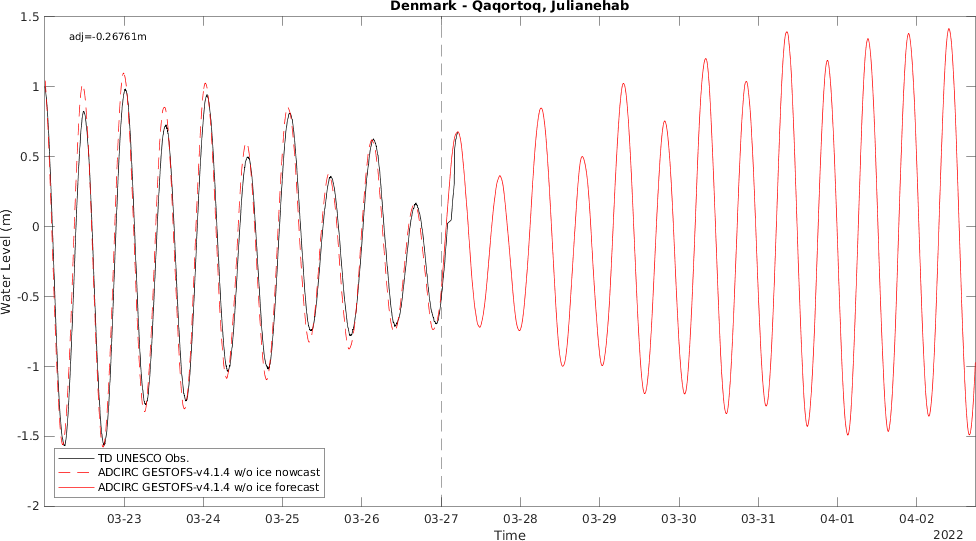 Denmark - Qaqortoq, Julianehab
adj=-0.26761m
1.5
1
0.5
0
-0.5
-1
-1.5
-2
Water Level (m)
TD UNESCO Obs.
ADCIRC GESTOFS-v4.1.4 w/o ice nowcast
ADCIRC GESTOFS-v4.1.4 w/o ice forecast
03-23 03-24 03-25 03-26 03-27 03-28 03-29 03-30 03-31 04-01 04-02
Time
2022